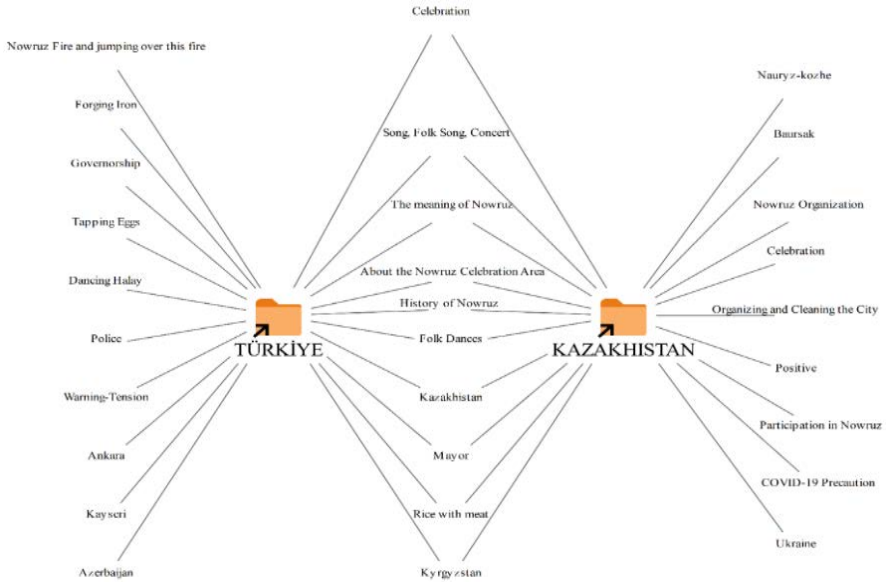 Celebration
Nowruz Fire and jumping over this fire
Forging Iron
Governorship
Tapping Eggs
Dancing Halay
Police
Warning-Tension
Ankara
Kayseri
Azerbaijan
TÜRKİYE
Song, Folk Song, Concert
The meaning of Nowruz
About the Nowruz Celebration Area
History of Nowruz
Folk Dances
Kazakhistan
Mayor
Rice with meat
Kyrgyzstan
KAZAKHISTAN
Nauryz-kozhe
Baursak
Nowruz Organization
Celebration
Organizing and Cleaning the City
Positive
Participation in Nowruz
COVID-19 Precaution
Ukraine